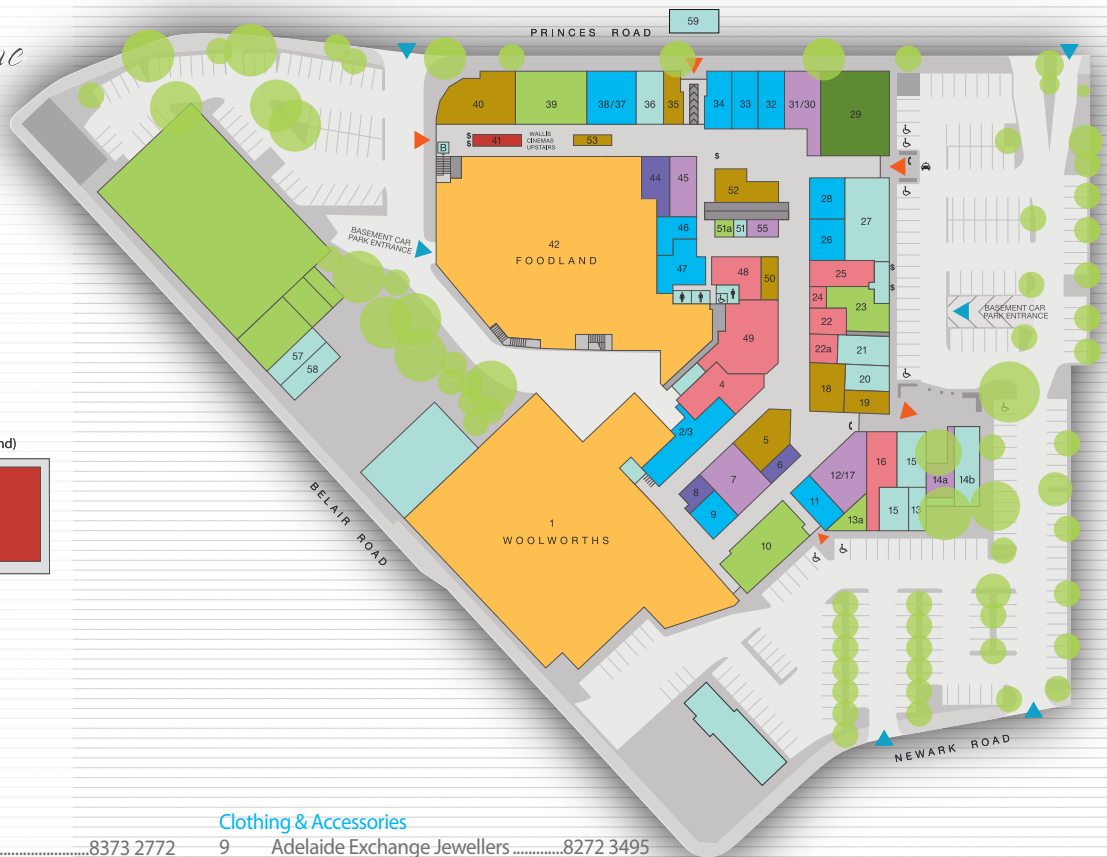 59
PRINCES ROAD
40
39
38/37
36
35
34
33
32
31/30
29
$
$
41
WALLIS
CINEMAS
UPSTAIRS
53
B
44
45
$
52
28
27
42
FOODLAND
46
51a
51
55
26
BASEMENT CAR
PARK ENTRANCE
47
48
50
25
$
$
24
23
BASEMENT CAR
PARK ENTRANCE
22
49
22a
21
57
58
4
18
20
19
2/3
5
6
nd)
7
12/17
16
15
14a
14b
8
9
11
15
13
13a
BELAIR ROAD
1
WOOLWORTHS
10
NEWARK ROAD
Clothing & Accessories
8373 2772
9 Adelaide Exchange Jewellers .............8272 3495